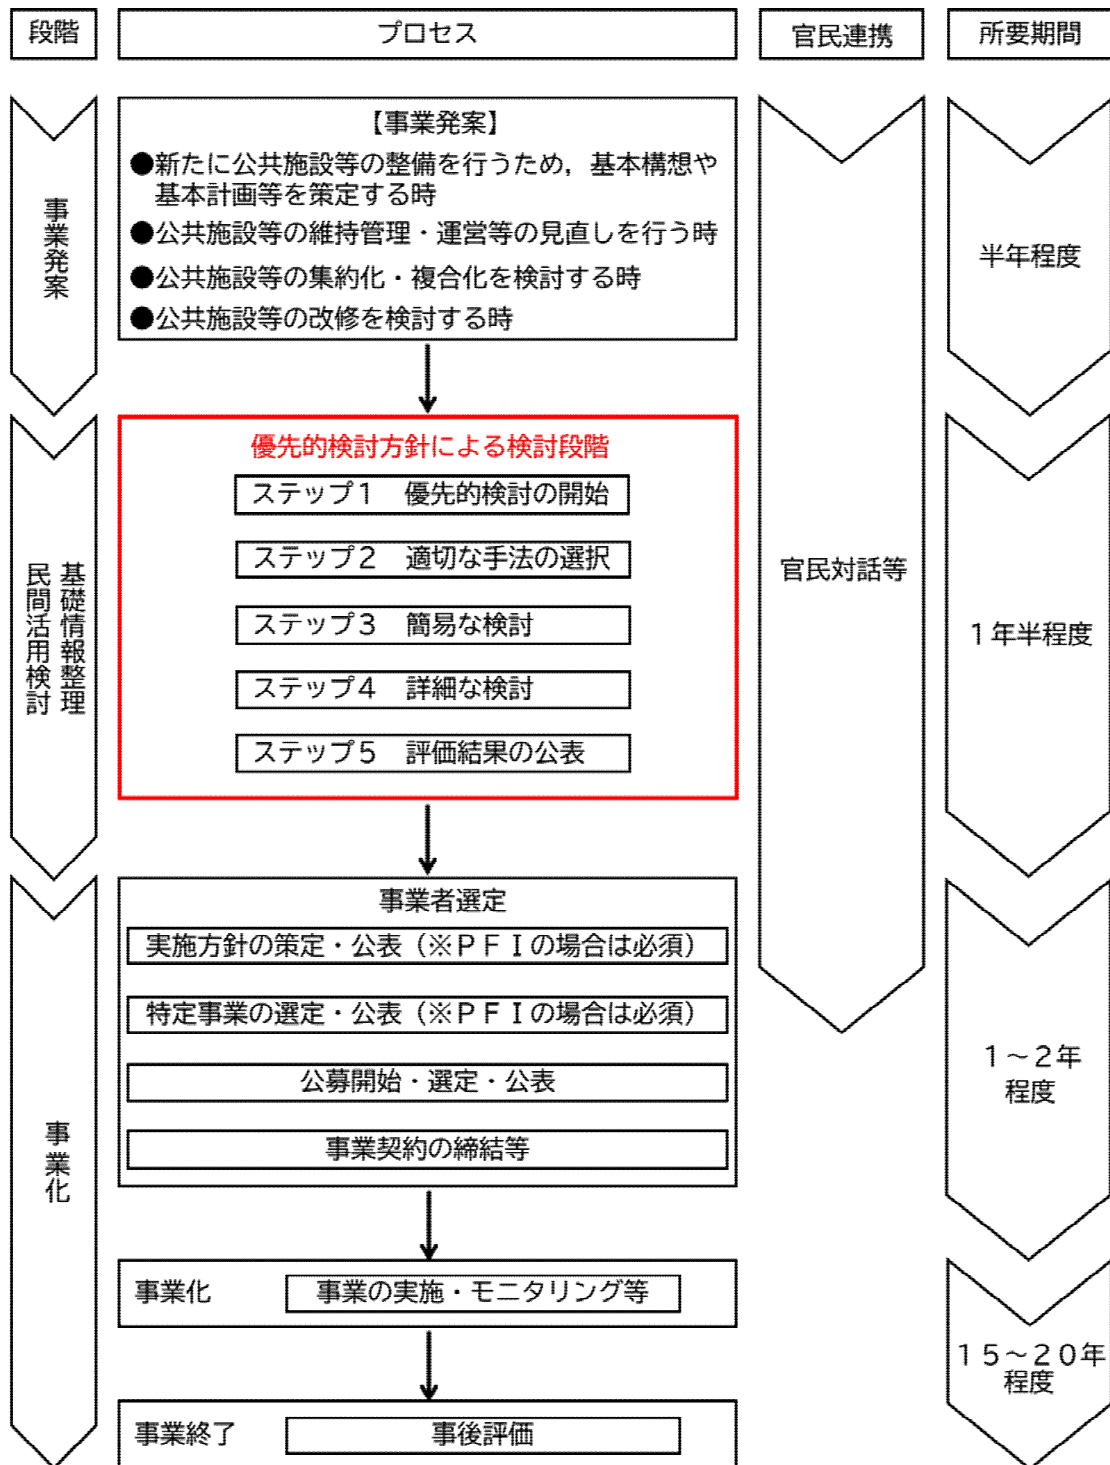 段階
プロセス
官民連携
所要期間
事業発案
【事業発案】
●新たに公共施設等の整備を行うため，基本構想や
基本計画等を策定する時
●公共施設等の維持管理・運営等の見直しを行う時
●公共施設等の集約化・複合化を検討する時
●公共施設等の改修を検討する時
半年程度
基礎情報整理
民間活用検討
優先的検討方針による検討段階
ステップ１　優先的検討の開始
ステップ２　適切な手法の選択
ステップ３　簡易な検討
ステップ４　詳細な検討
ステップ５　評価結果の公表
官民対話等
１年半程度
事業化
事業者選定
実施方針の策定・公表（※ＰＦＩの場合は必須）
特定事業の選定・公表（※ＰＦＩの場合は必須）
公募開始・選定・公表
事業契約の締結等
１～２年
程度
事業化
事業の実施・モニタリング等
１５～２０年
程度
事業終了
事後評価